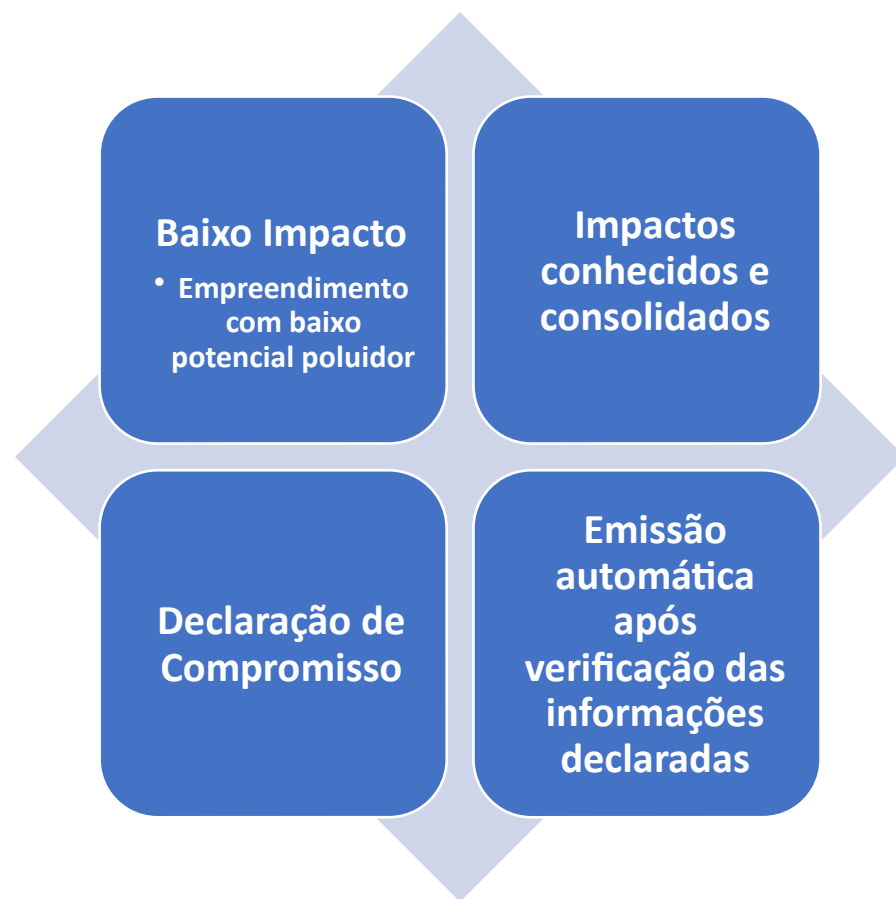 Baixo Impacto
• Empreendimento
com baixo
potencial poluidor
Impactos
conhecidos e
consolidados
Declaração de
Compromisso
Emissão
automática
após
verificação das
informações
declaradas